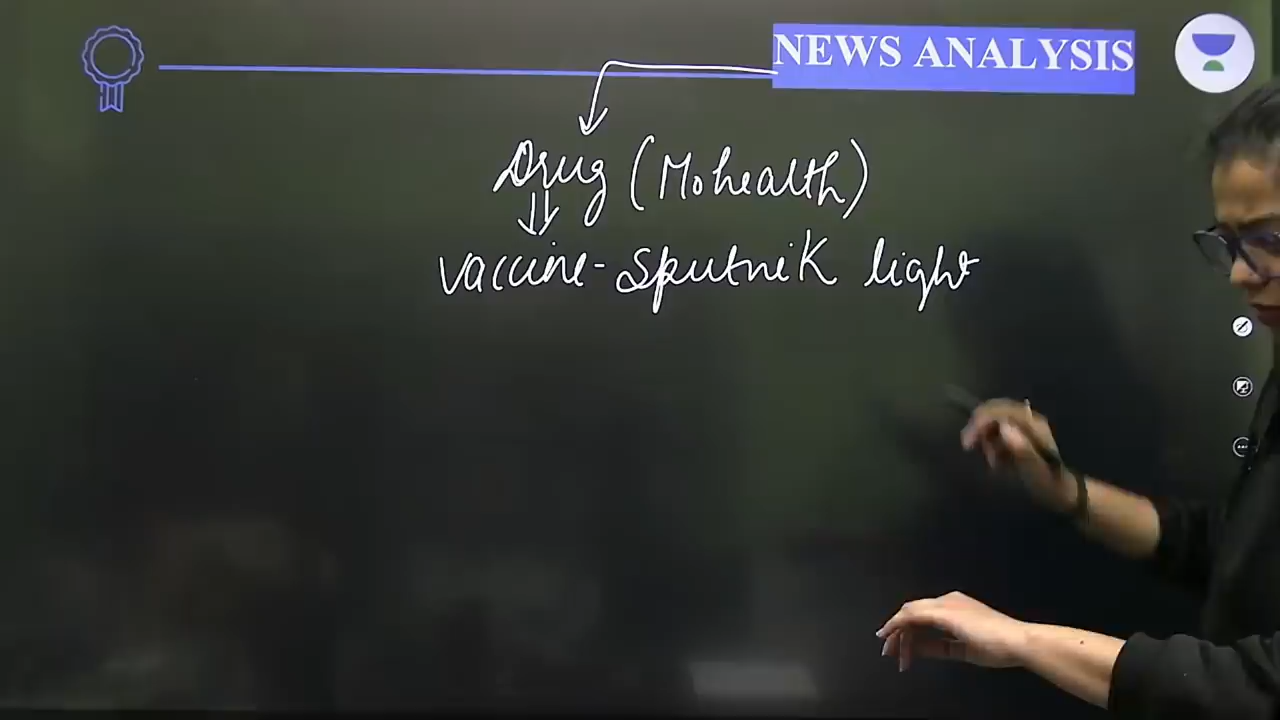 NEWS ANALYSIS
Drug (Mohealth)
vaccine - Sputnik light